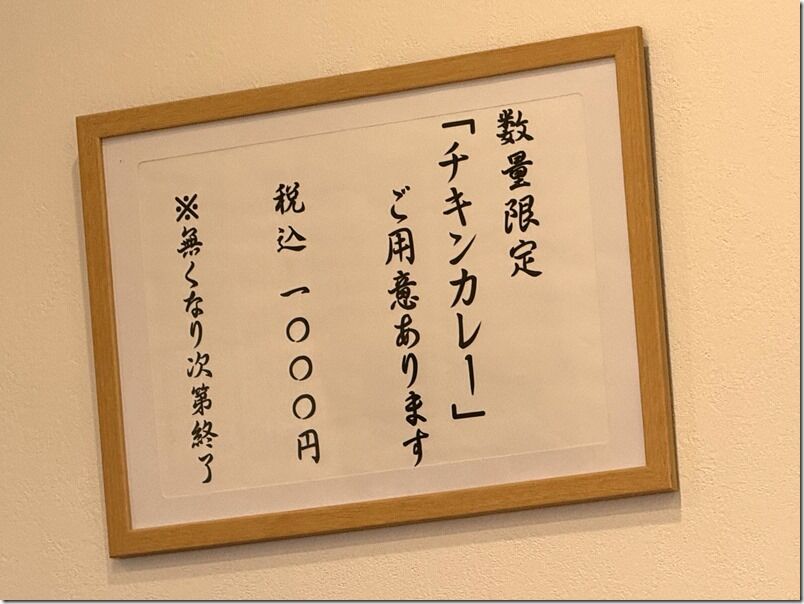 数量限定
「チキンカレー」
ご用意あります
税込 一〇〇〇円
※無くなり次第終了